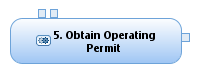 5. Obtain Operating
Permit